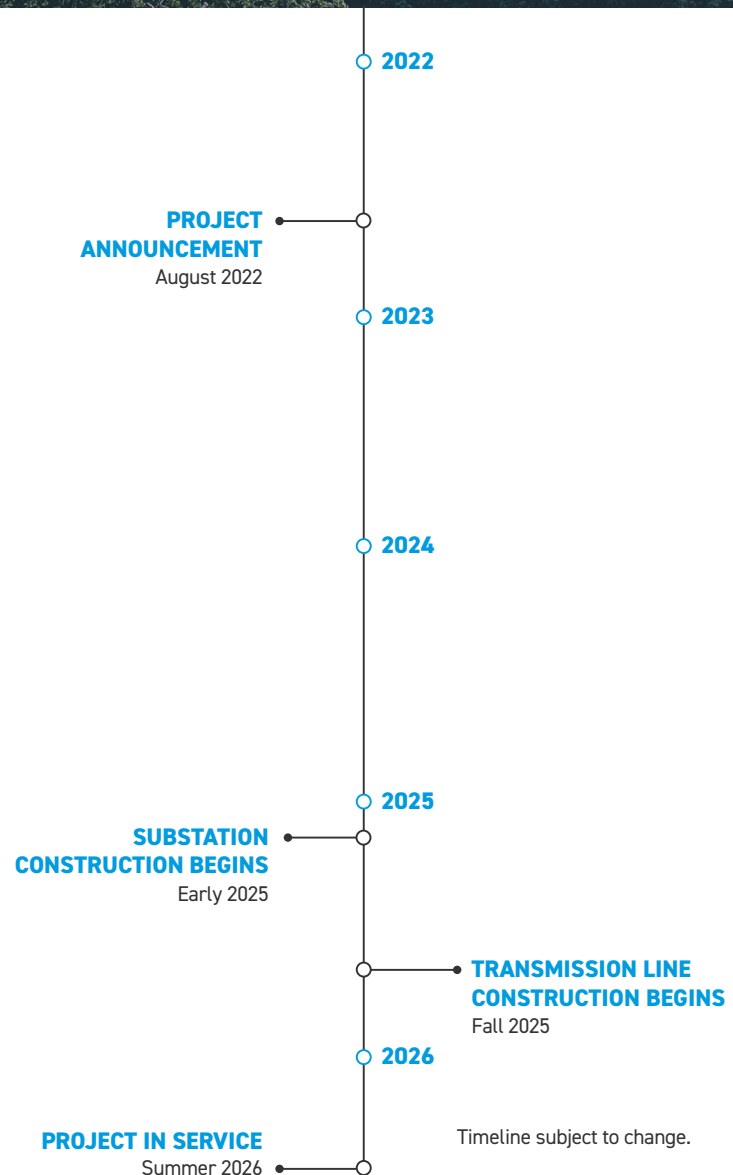 2022
PROJECT
ANNOUNCEMENT
August 2022
2023
2024
2025
SUBSTATION
CONSTRUCTION BEGINS
Early 2025
TRANSMISSION LINE
CONSTRUCTION BEGINS
Fall 2025
2026
PROJECT IN SERVICE
Summer 2026
Timeline subject to change.